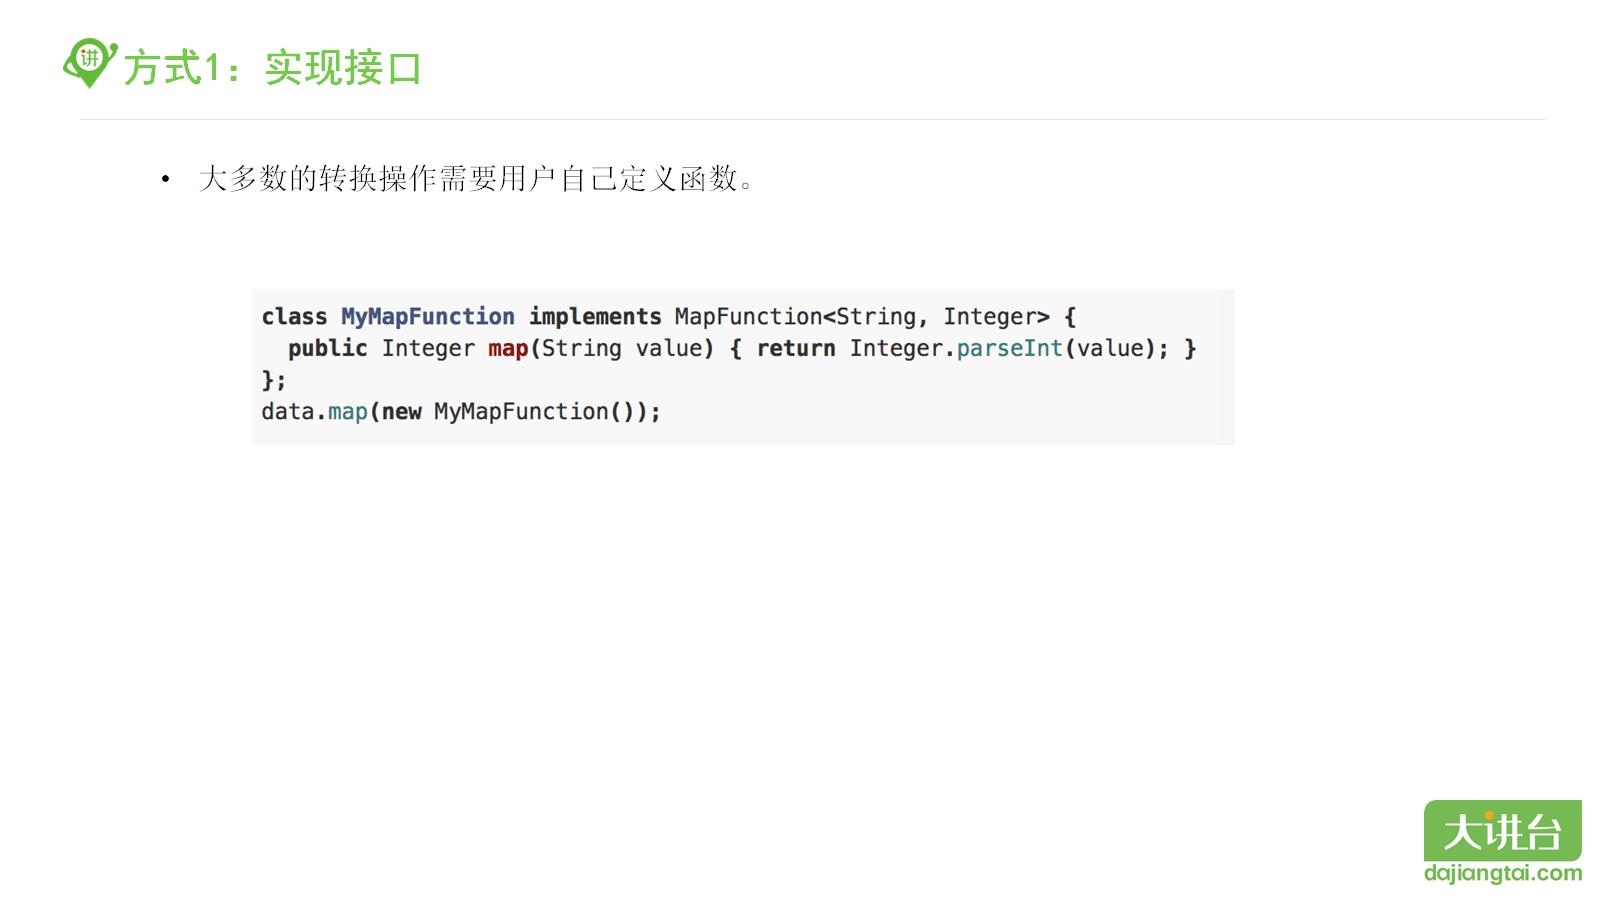 讲
方式1：实现接口
• 大多数的转换操作需要用户自己定义函数。
class MyMapFunction implements MapFunction<String, Integer> {
  public Integer map(String value) { return Integer.parseInt(value); }
};
data.map(new MyMapFunction());
大讲台
dajiangtai.com